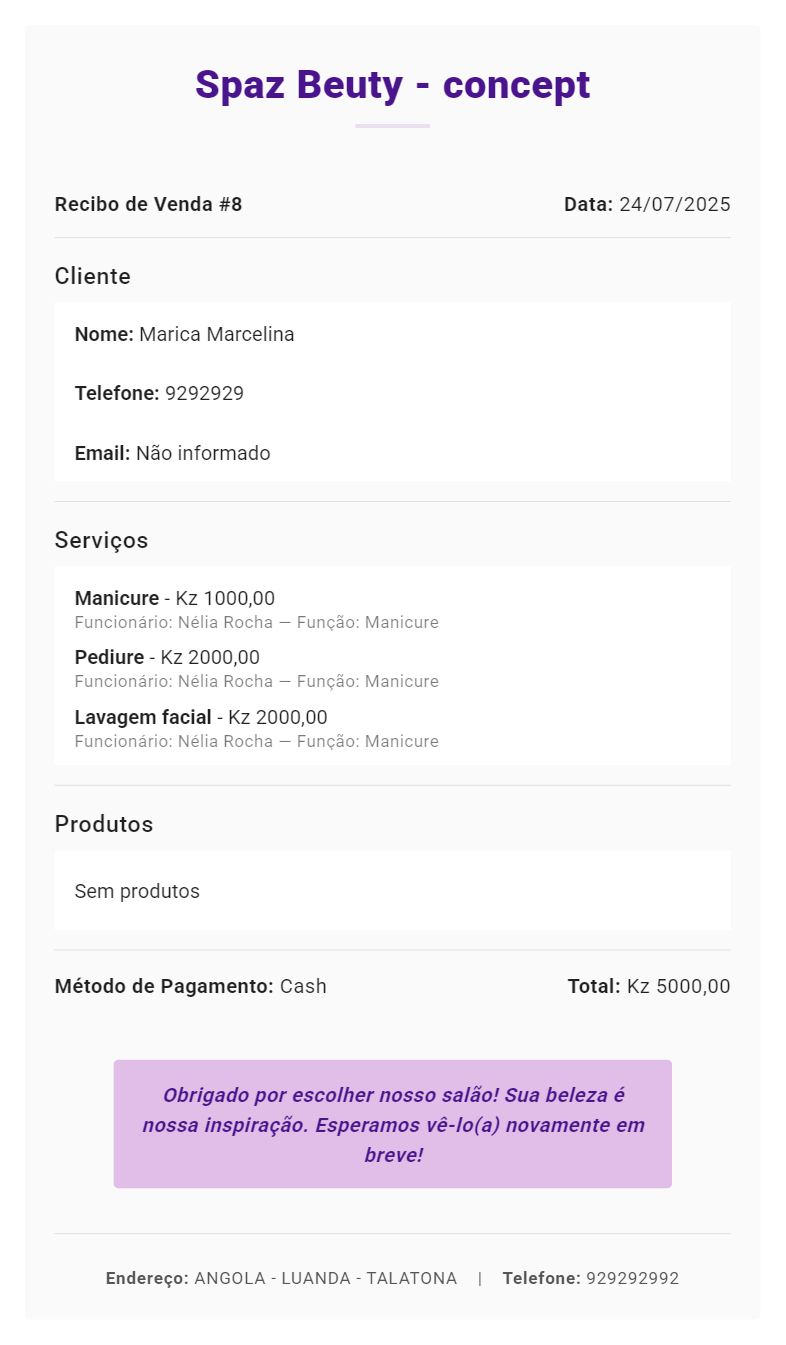 Spaz Beuty - concept
Recibo de Venda #8 Data: 24/07/2025
Cliente
Nome: Marica Marcelina
Telefone: 9292929
Email: Não informado
Serviços
Manicure - Kz 1000,00
Funcionário: Nélia Rocha — Função: Manicure
Pediure - Kz 2000,00
Funcionário: Nélia Rocha — Função: Manicure
Lavagem facial - Kz 2000,00
Funcionário: Nélia Rocha — Função: Manicure
Produtos
Sem produtos
Método de Pagamento: Cash Total: Kz 5000,00
Obrigado por escolher nosso salão! Sua beleza é
nossa inspiração. Esperamos vê-lo(a) novamente em
breve!
Endereço: ANGOLA - LUANDA - TALATONA | Telefone: 929292992